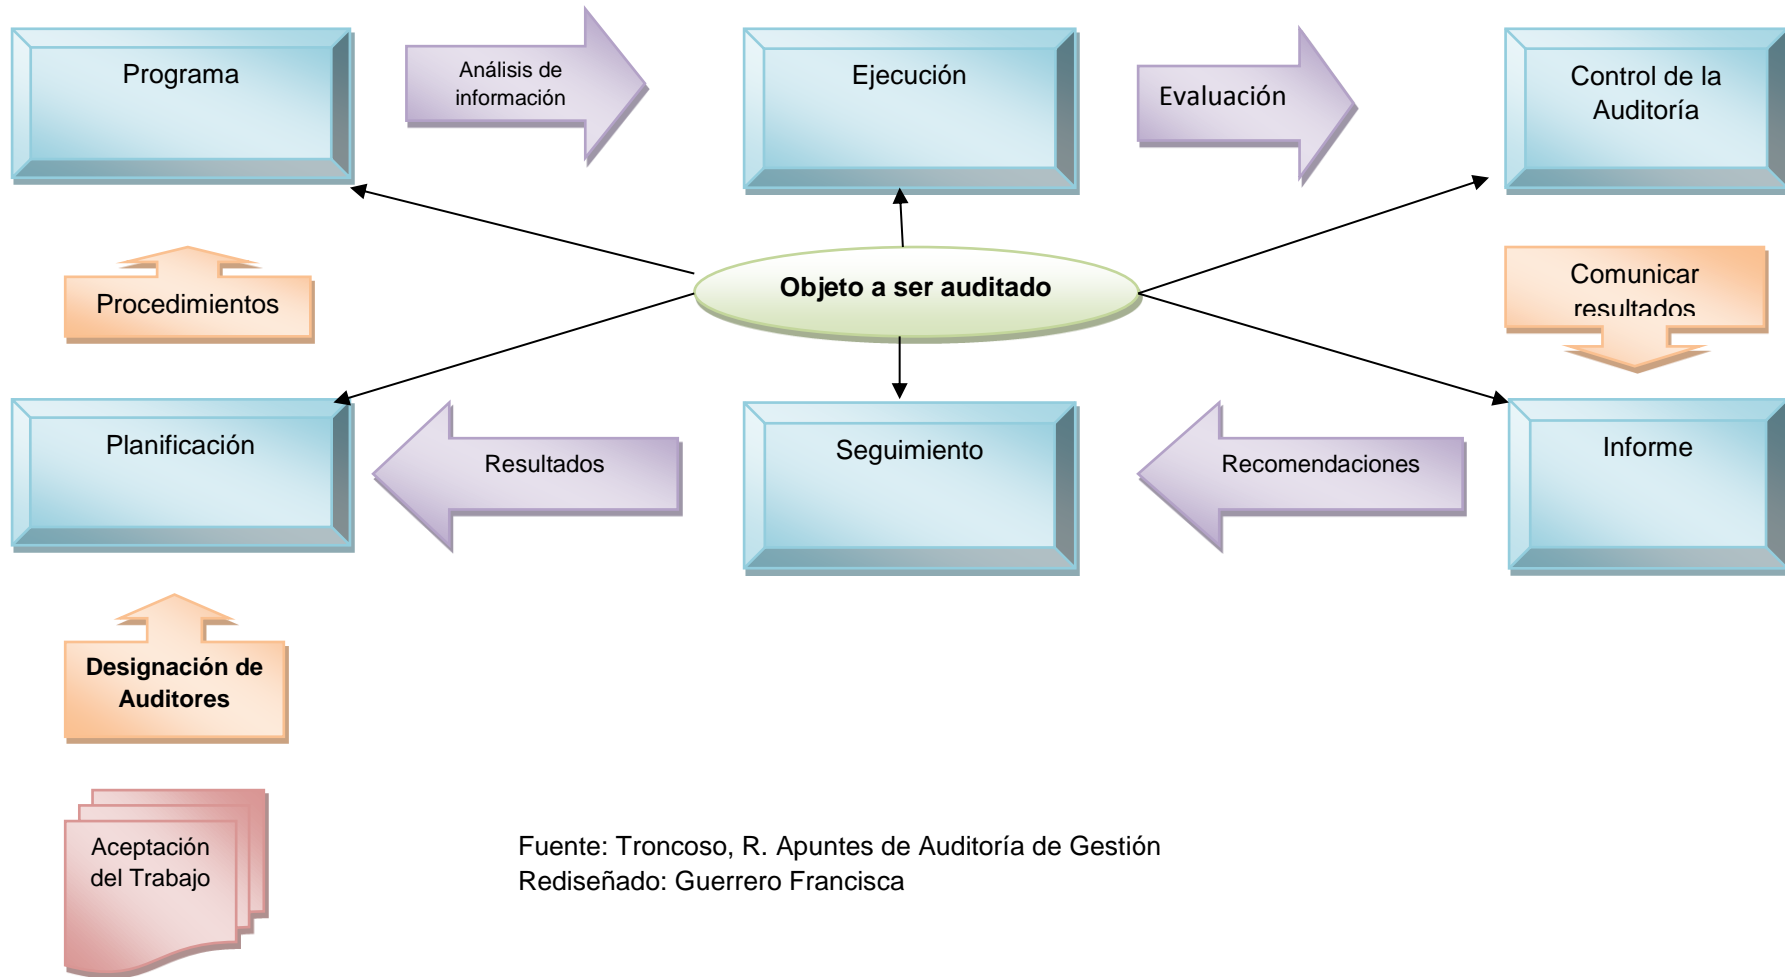 Programa
Análisis de
información
Ejecución
Evaluación
Control de la
Auditoría
Procedimientos
Objeto a ser auditado
Comunicar
resultados
Planificación
Resultados
Seguimiento
Recomendaciones
Informe
Designación de
Auditores
Aceptación
del Trabajo
Fuente: Troncoso, R. Apuntes de Auditoría de Gestión
Rediseñado: Guerrero Francisca